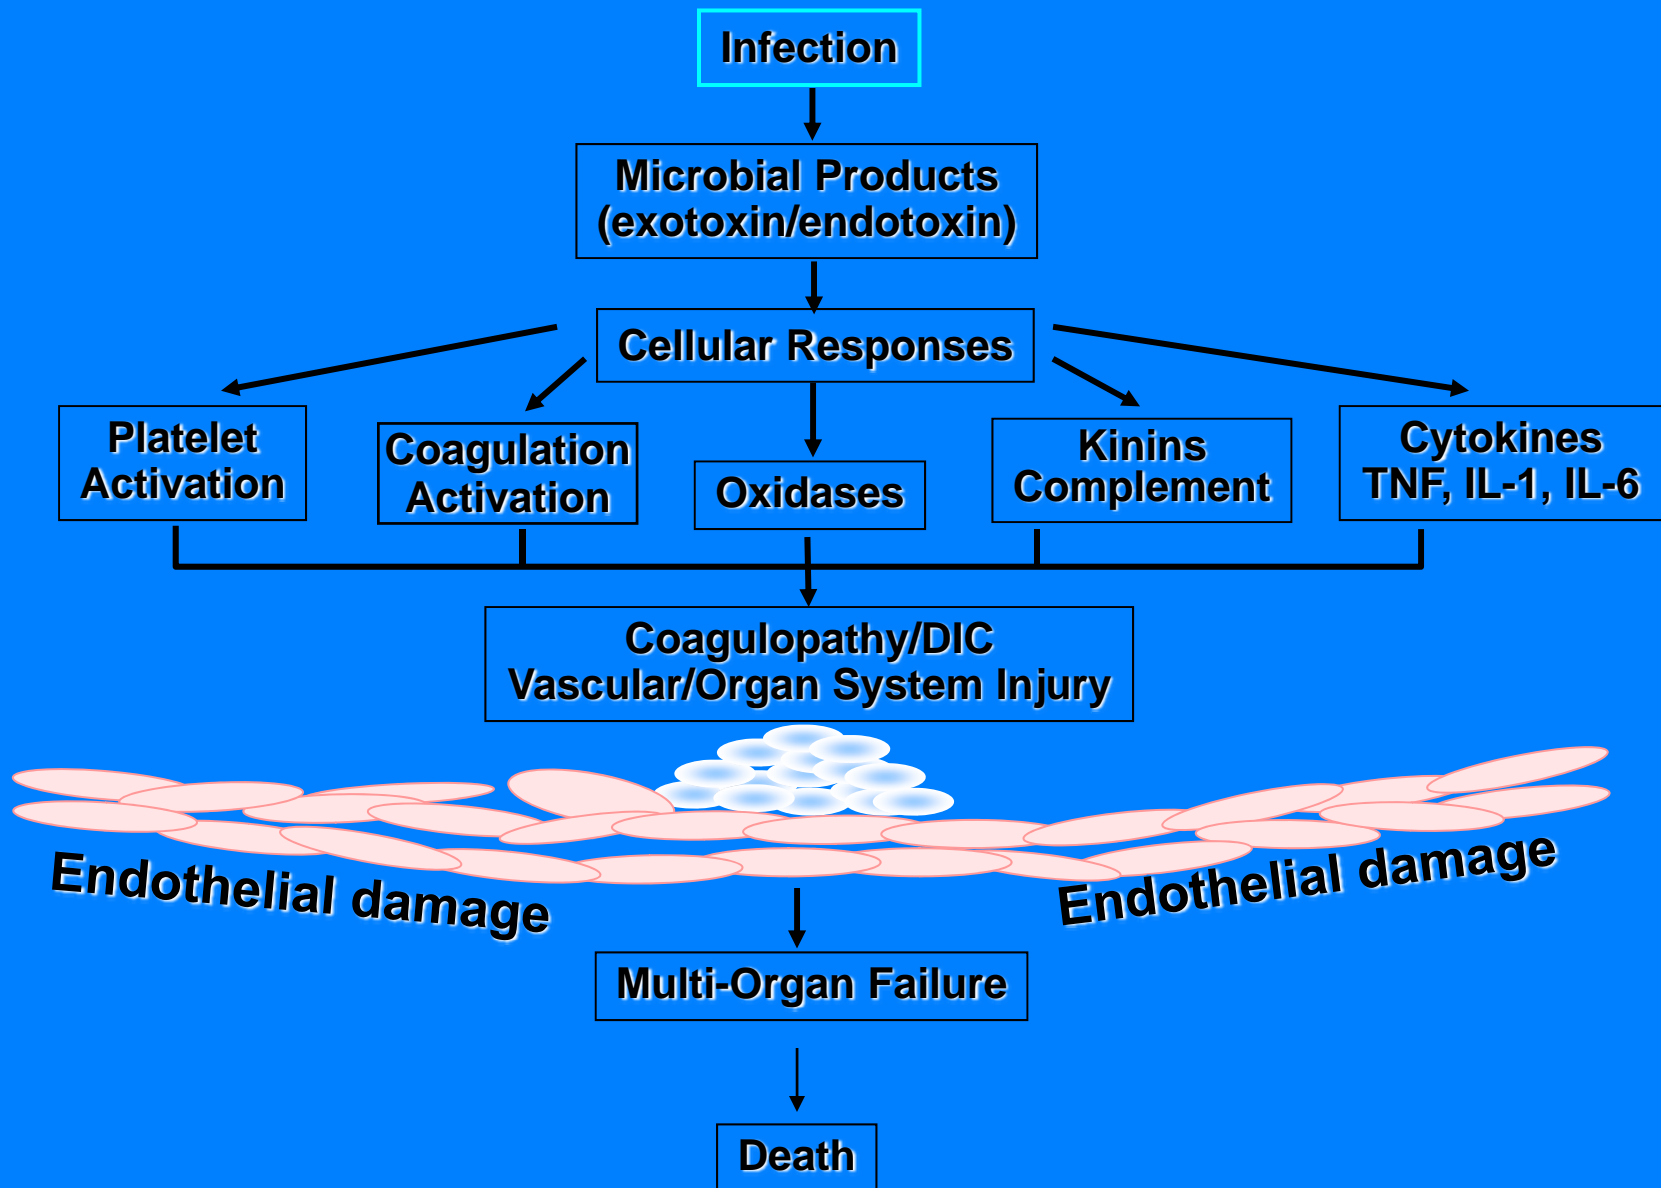 Infection
Microbial Products
(exotoxin/endotoxin)
Cellular Responses
Platelet
Activation
Coagulation
Activation
Oxidases
Kinins
Complement
Cytokines
TNF, IL-1, IL-6
Coagulopathy/DIC
Vascular/Organ System Injury
Endothelial damage
Endothelial damage
Multi-Organ Failure
Death